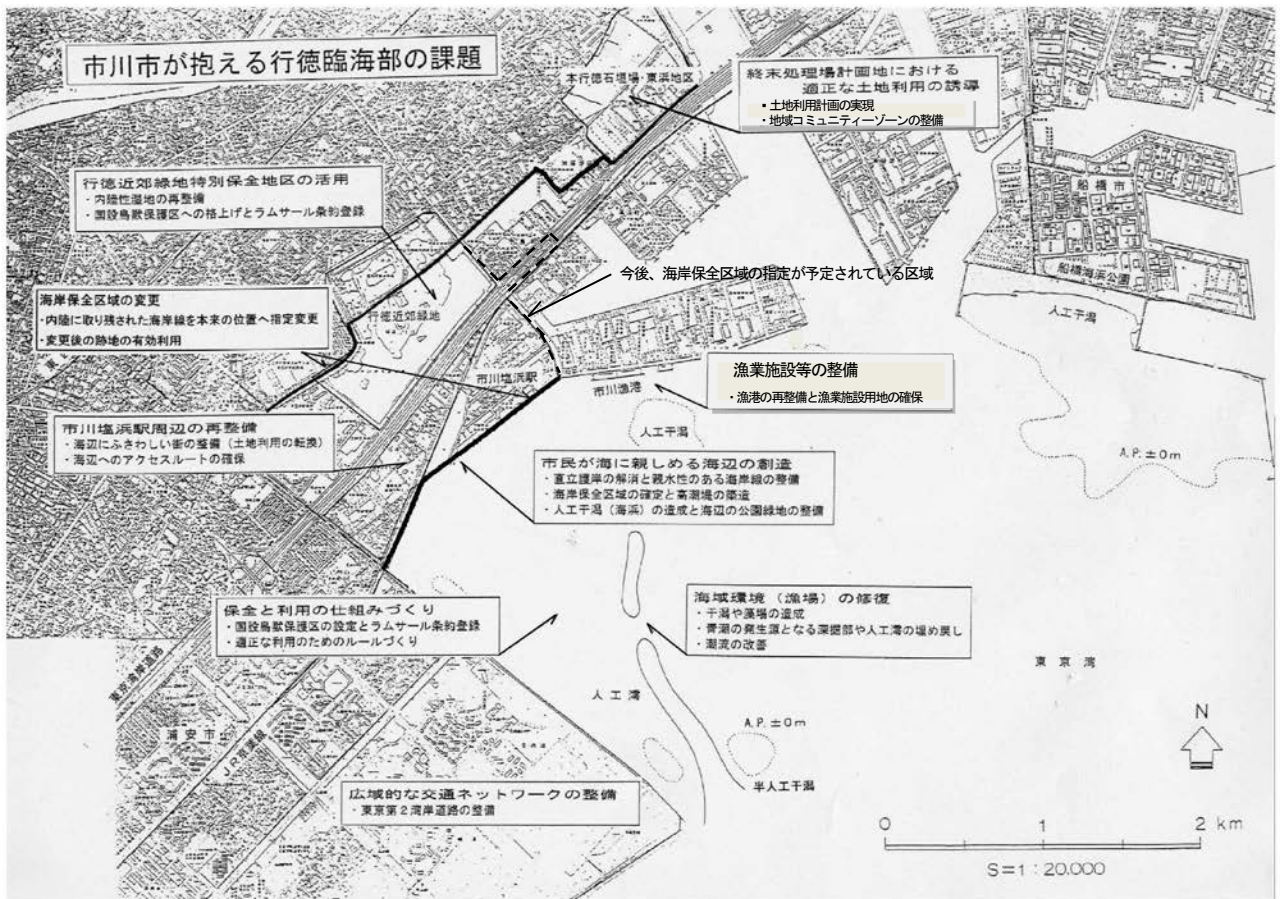 市川市が抱える行徳臨海部の課題
本行徳石垣場・東浜地区
終末処理場計画地における
適正な土地利用の誘導
・土地利用計画の実現
・地域コミュニティーゾーンの整備
行徳近郊緑地特別保全地区の活用
・内陸性湿地の再整備
・国設鳥獣保護区への格上げとラムサール条約登録
船橋市
船橋海浜公園
人工干潟
今後、海岸保全区域の指定が予定されている区域
海岸保全区域の変更
・内陸に取り残された海岸線を本来の位置へ指定変更
・変更後の跡地の有効利用
行徳近郊緑地
市川塩浜駅
市川漁港
漁業施設等の整備
・漁港の再整備と漁業施設用地の確保
人工干潟
市川塩浜駅周辺の再整備
・海辺にふさわしい街の整備（土地利用の転換）
・海辺へのアクセスルートの確保
A.P.±0m
市民が海に親しめる海辺の創造
・直立護岸の解消と親水性のある海岸線の整備
・海岸保全区域の確定と高潮堤の築造
・人工干潟（海浜）の造成と海辺の公園緑地の整備
保全と利用の仕組みづくり
・国設鳥獣保護区の設定とラムサール条約登録
・適正な利用のためのルールづくり
海域環境（漁場）の修復
・干潟や藻場の造成
・青潮の発生源となる深掘部や人工湾の埋め戻し
・潮流の改善
東京湾岸道路
浦安市
JR京葉線
人工湾
東京湾
A.P.±0m
半人工干潟
広域的な交通ネットワークの整備
・東京第2湾岸道路の整備
N
0 1 2 km
S=1:20.000